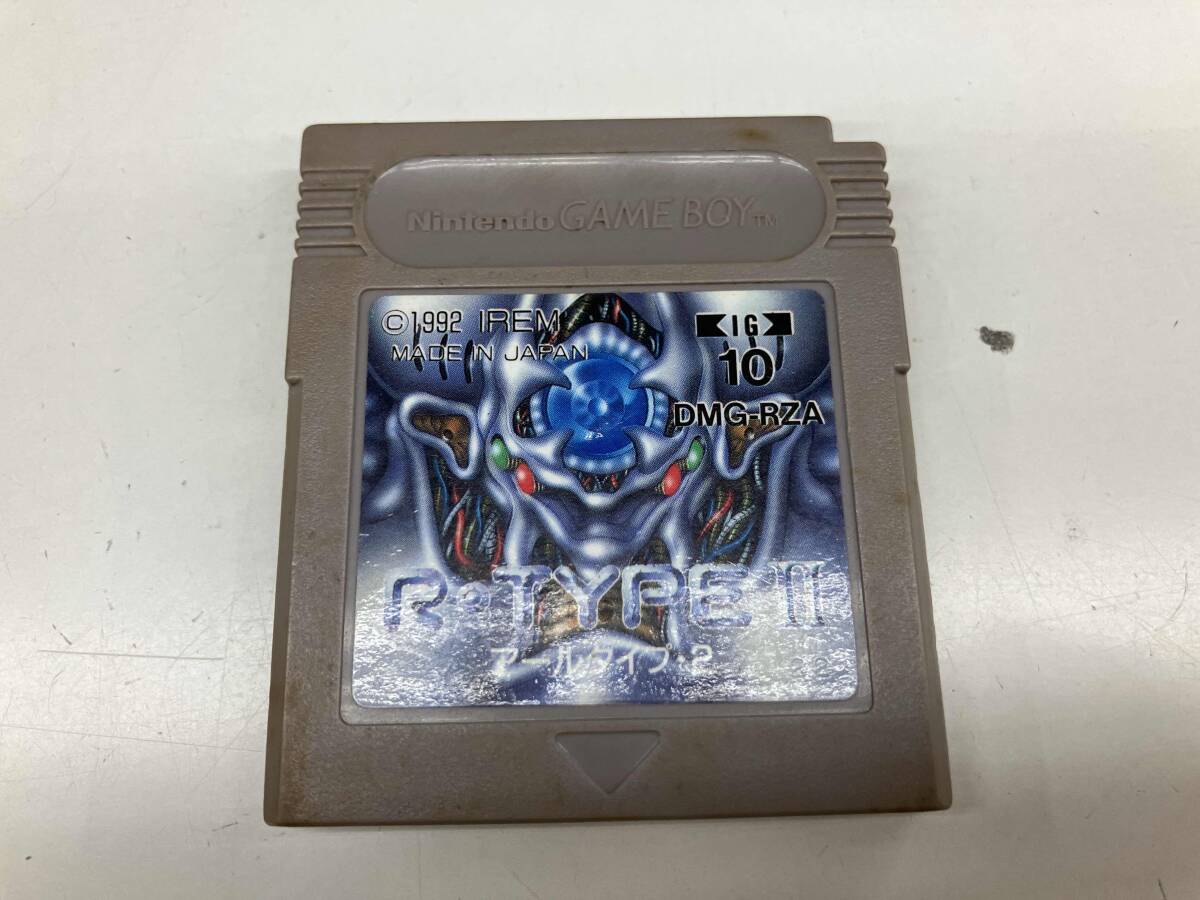 Nintendo GAME BOY™
©1992 IREM
MADE IN JAPAN
IG
10
DMG-RZA
R•TYPE II
アールタイプ・2